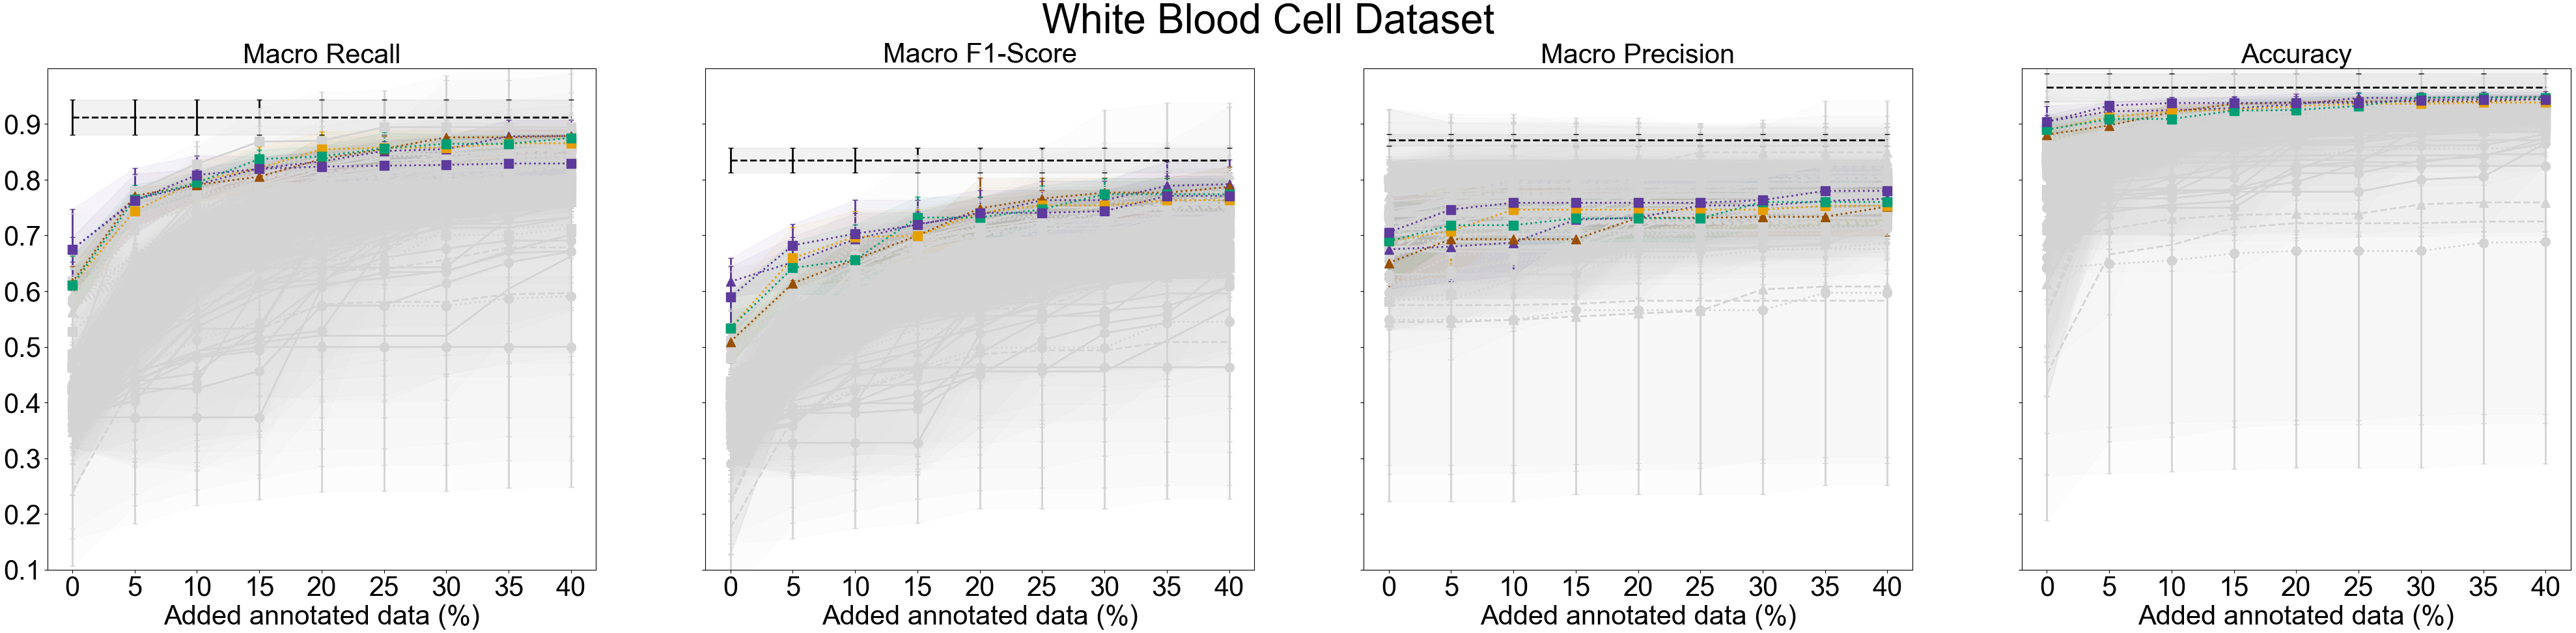 White Blood Cell Dataset
Macro Recall
Macro F1-Score
Macro Precision
Accuracy
0.9
0.8
0.7
0.6
0.5
0.4
0.3
0.2
0.1
0 5 10 15 20 25 30 35 40
0 5 10 15 20 25 30 35 40
0 5 10 15 20 25 30 35 40
0 5 10 15 20 25 30 35 40
Added annotated data (%)
Added annotated data (%)
Added annotated data (%)
Added annotated data (%)